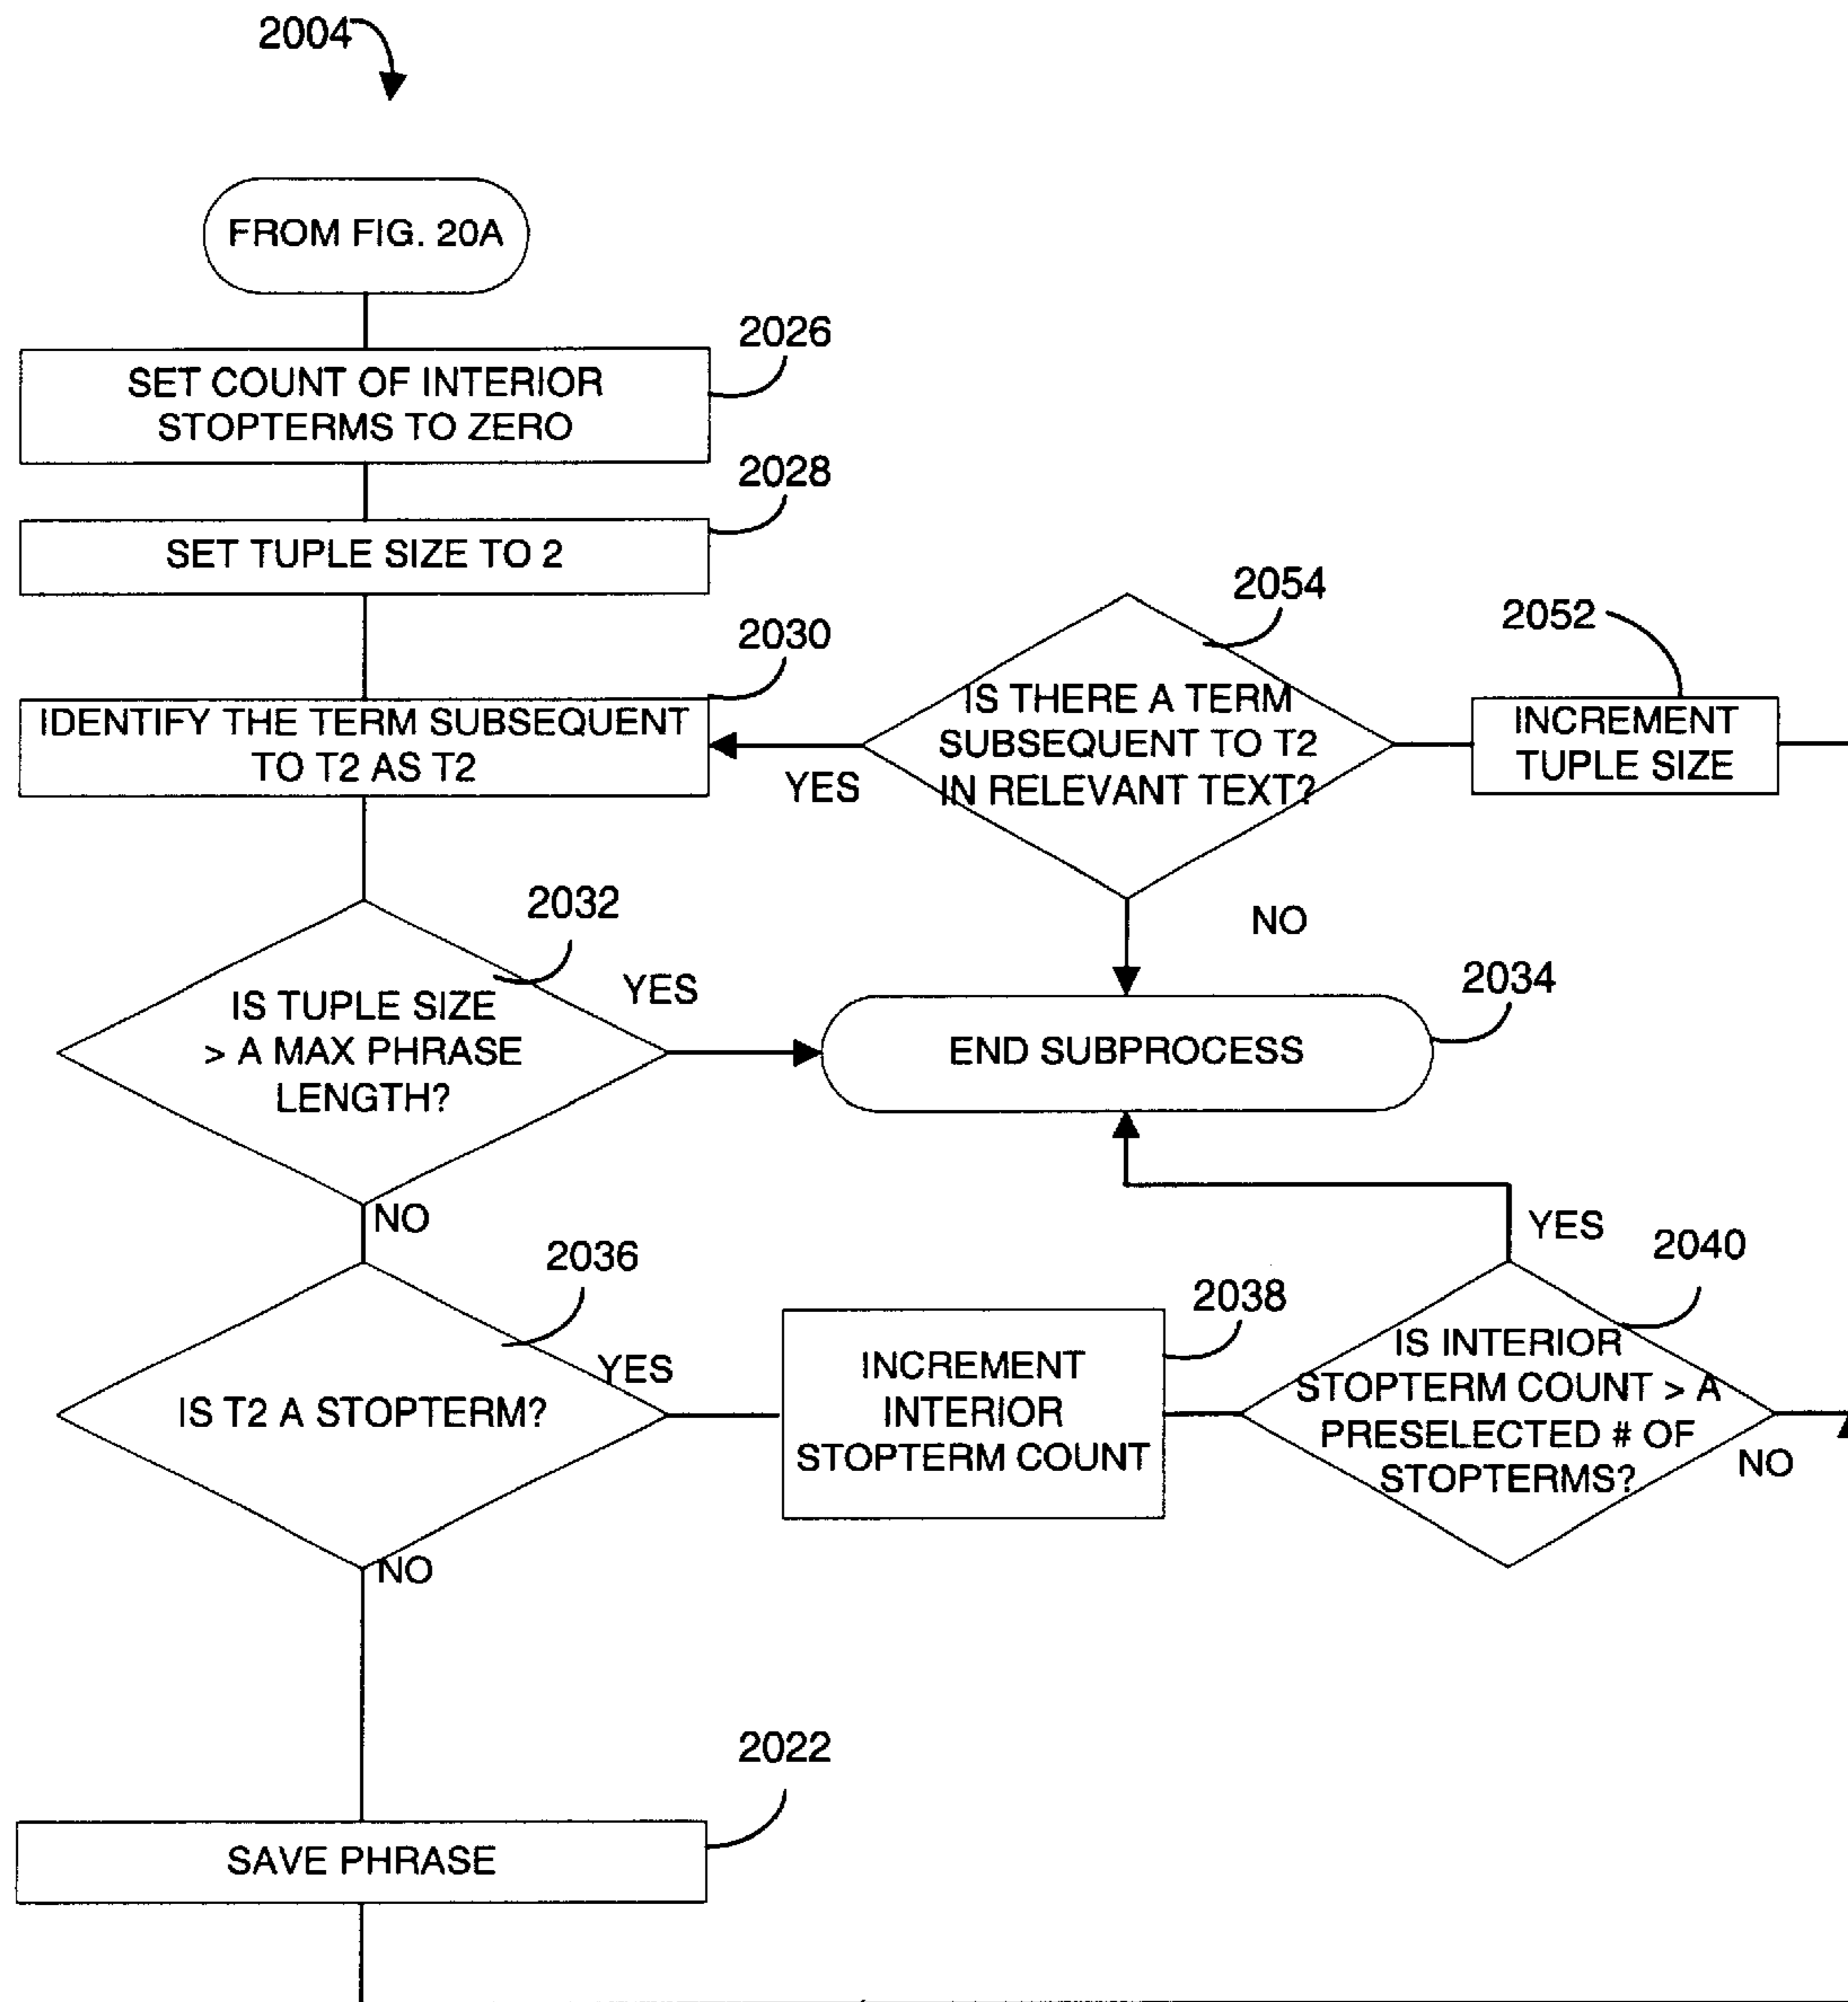 2004
FROM FIG. 20A
2026
SET COUNT OF INTERIOR
STOPTERMS TO ZERO
2028
SET TUPLE SIZE TO 2
2030
IDENTIFY THE TERM SUBSEQUENT
TO T2 AS T2
2054
IS THERE A TERM
SUBSEQUENT TO T2
IN RELEVANT TEXT?
YES
NO
2052
INCREMENT
TUPLE SIZE
2032
IS TUPLE SIZE
> A MAX PHRASE
LENGTH?
YES
NO
2034
END SUBPROCESS
2036
IS T2 A STOPTERM?
YES
NO
2038
INCREMENT
INTERIOR
STOPTERM COUNT
2040
IS INTERIOR
STOPTERM COUNT > A
PRESELECTED # OF
STOPTERMS?
YES
NO
2022
SAVE PHRASE